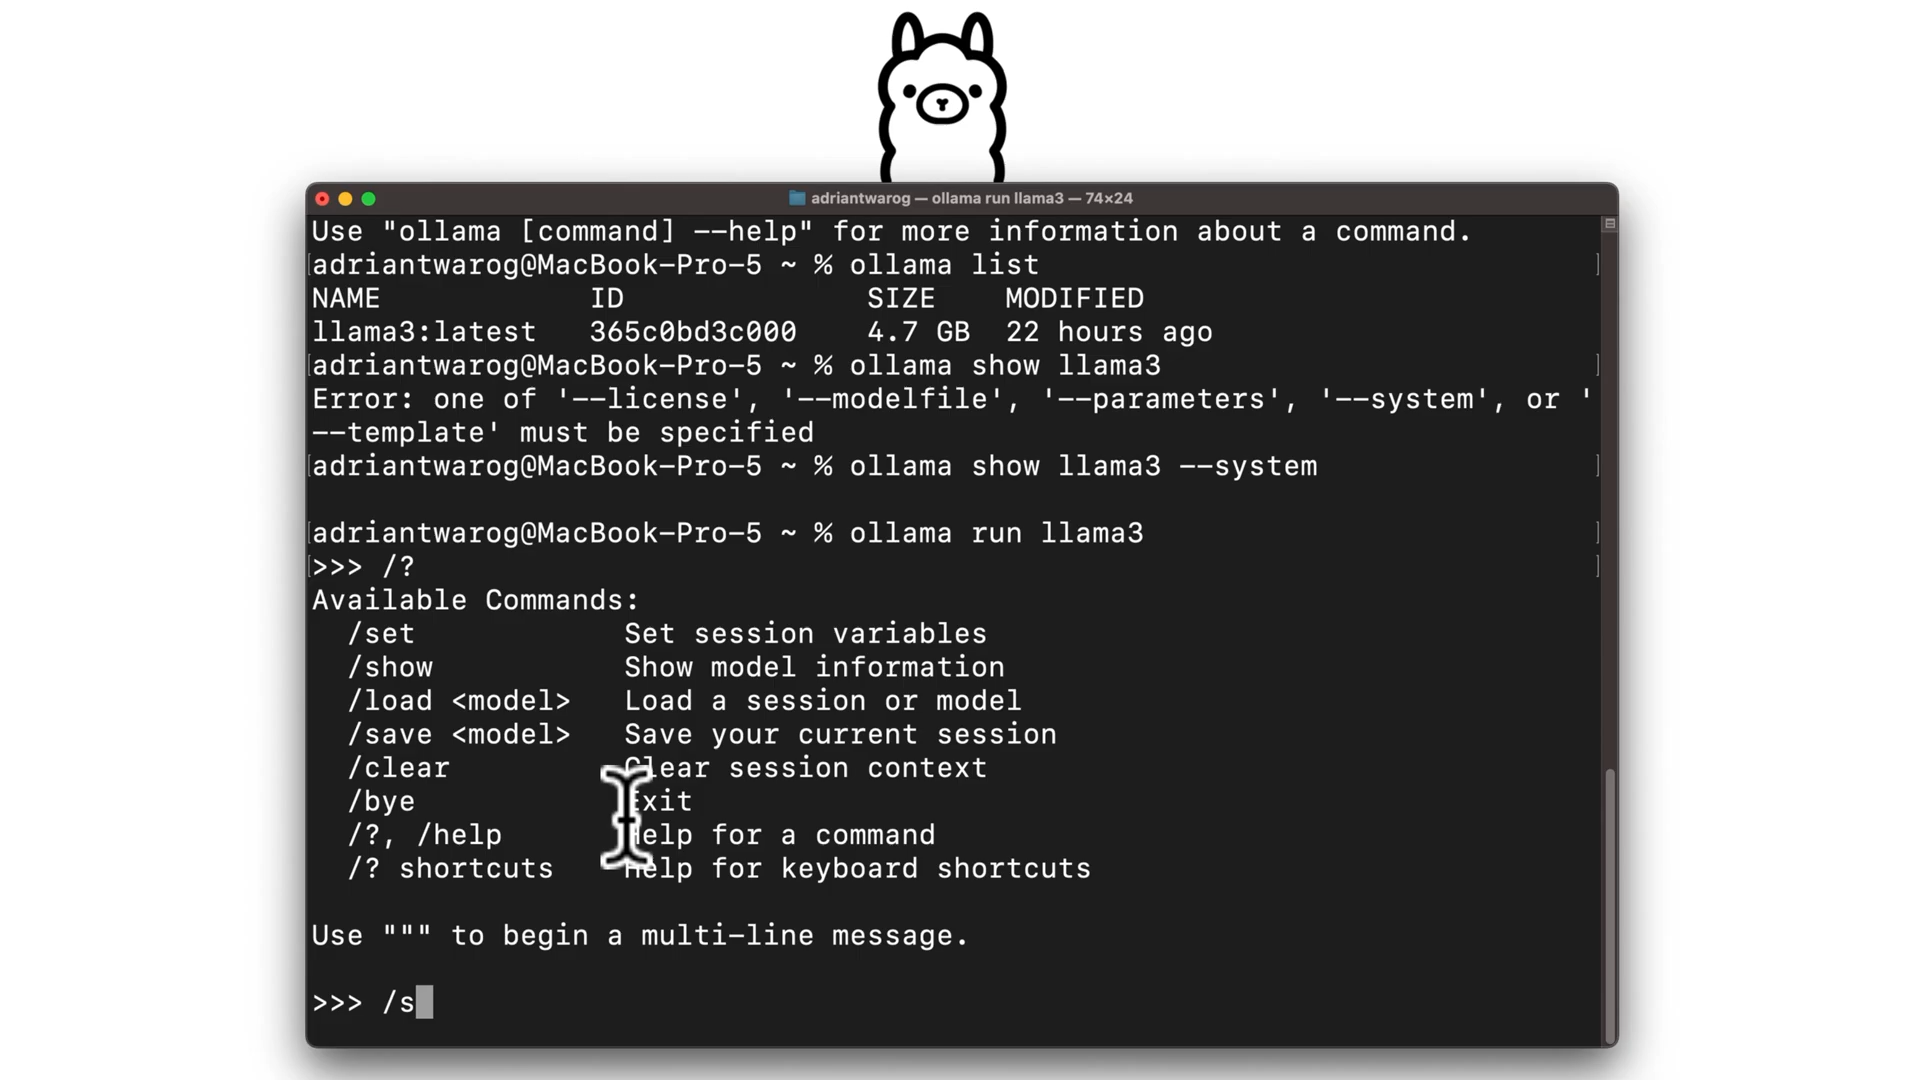 adriantwarog — ollama run llama3 — 74×24
Use "ollama [command] --help" for more information about a command.
adriantwarog@MacBook-Pro-5 ~ % ollama list
NAME ID SIZE MODIFIED
llama3:latest 365c0bd3c000 4.7 GB 22 hours ago
adriantwarog@MacBook-Pro-5 ~ % ollama show llama3
Error: one of '--license', '--modelfile', '--parameters', '--system', or '
--template' must be specified
adriantwarog@MacBook-Pro-5 ~ % ollama show llama3 --system
adriantwarog@MacBook-Pro-5 ~ % ollama run llama3
>>> /?
Available Commands:
/set Set session variables
/show Show model information
/load <model> Load a session or model
/save <model> Save your current session
/clear Clear session context
/bye Exit
/?, /help Help for a command
/? shortcuts Help for keyboard shortcuts
Use """ to begin a multi-line message.
>>> /s